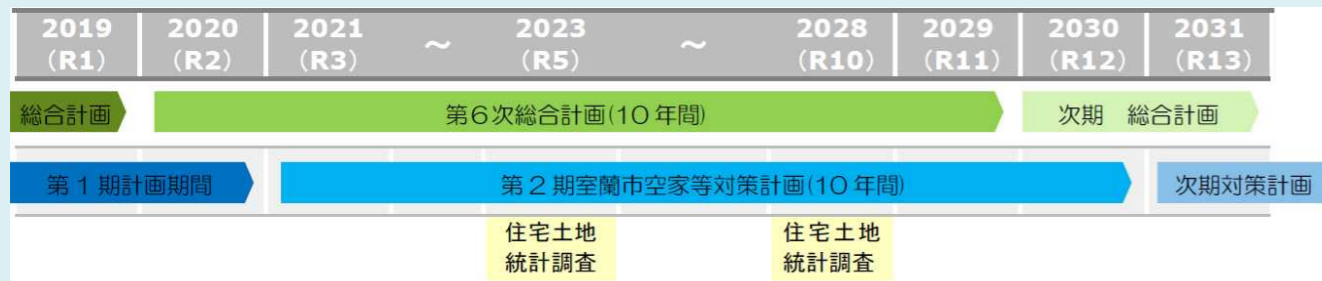 2019 2020 2021 ～ 2023 ～ 2028 2029 2030 2031
(R1) (R2) (R3) (R5) (R10) (R11) (R12) (R13)
総合計画 第6次総合計画(10年間) 次期 総合計画
第1期計画期間 第2期室蘭市空家等対策計画(10年間) 次期対策計画
住宅土地 住宅土地
統計調査 統計調査